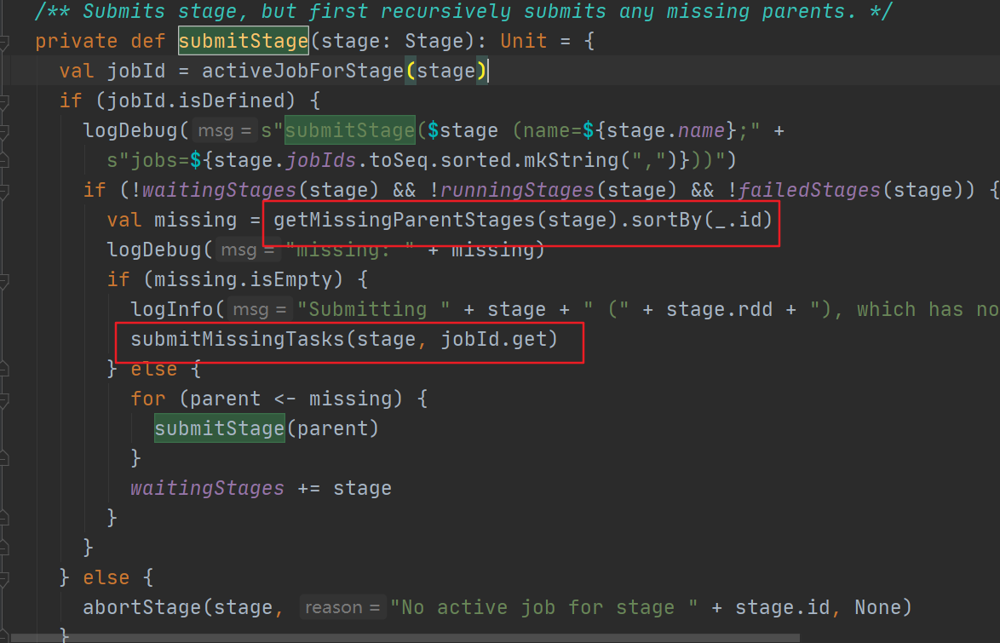 /** Submits stage, but first recursively submits any missing parents. */
private def submitStage(stage: Stage): Unit = {
val jobId = activeJobForStage(stage)
if (jobId.isDefined) {
logDebug( msg = s"submitStage($stage (name=${stage.name};" +
s"jobs=${stage.jobIds.toSeq.sorted.mkString(",")}))")
if (!waitingStages(stage) && !runningStages(stage) && !failedStages(stage)) {
val missing = getMissingParentStages(stage).sortBy(_.id)
logDebug( msg = "missing: " + missing)
if (missing.isEmpty) {
logInfo( msg = "Submitting " + stage + " (" + stage.rdd + "), which has no
submitMissingTasks(stage, jobId.get)
} else {
for (parent <- missing) {
submitStage(parent)
}
waitingStages += stage
}
}
} else {
abortStage(stage, reason = "No active job for stage " + stage.id, None)
}